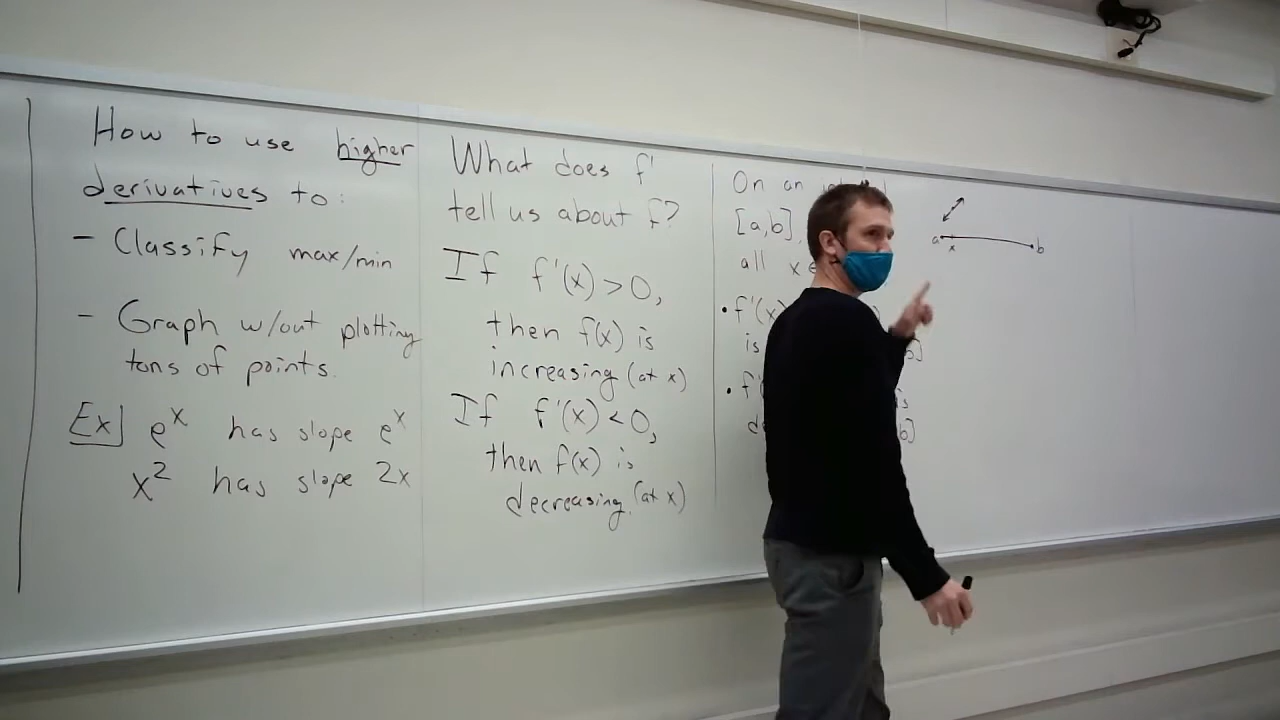 How to use higher
derivatives to:
- Classify max/min
- Graph w/out plotting
tons of points.
Ex e^x has slope e^x
x^2 has slope 2x
What does f'
tell us about f?
If f'(x) > 0,
then f(x) is
increasing (at x)
If f'(x) < 0,
then f(x) is
decreasing. (at x)
On an
[a,b],
all x
• f'(x)
is b]
• f' is
b]
a x b